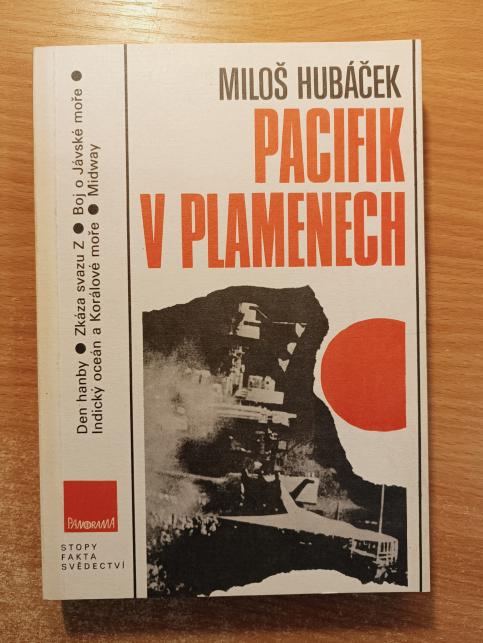 MILOŠ HUBÁČEK
PACIFIK
V PLAMENECH
Den hanby ● Zkáza svazu Z ● Boj o Jávské moře ●
Indický oceán a Korálové moře ● Midway
PANORAMA
STOPY
FAKTA
SVĚDECTVÍ